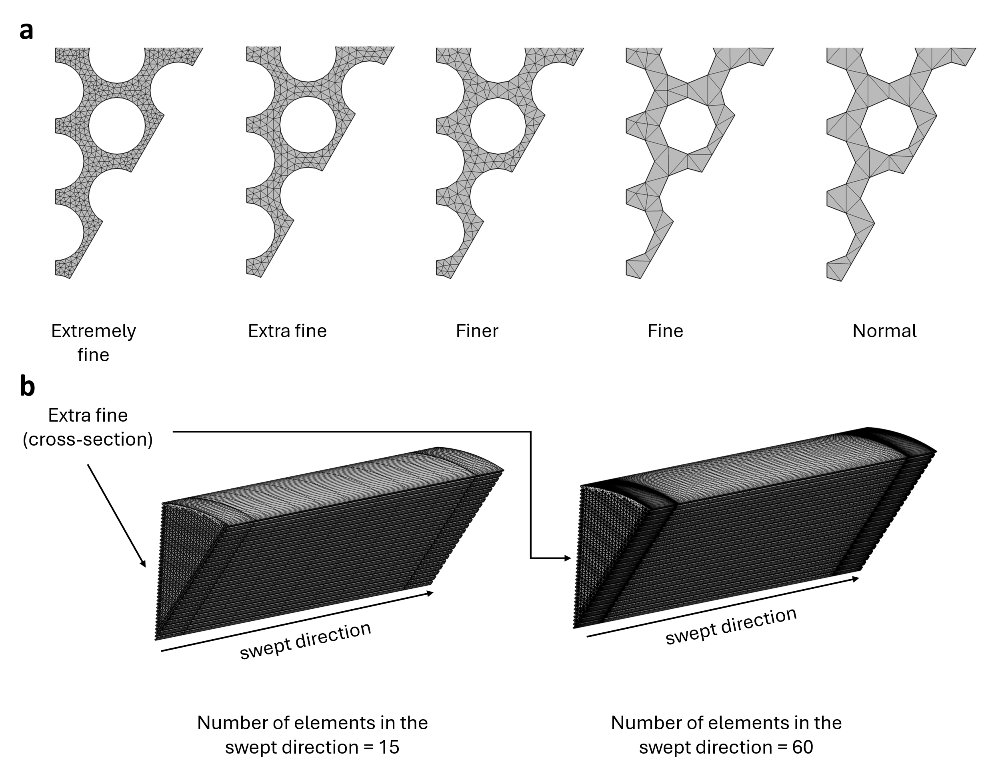 a
Extremely
fine
Extra fine
Finer
Fine
Normal
b
Extra fine
(cross-section)
swept direction
swept direction
Number of elements in the
swept direction = 15
Number of elements in the
swept direction = 60